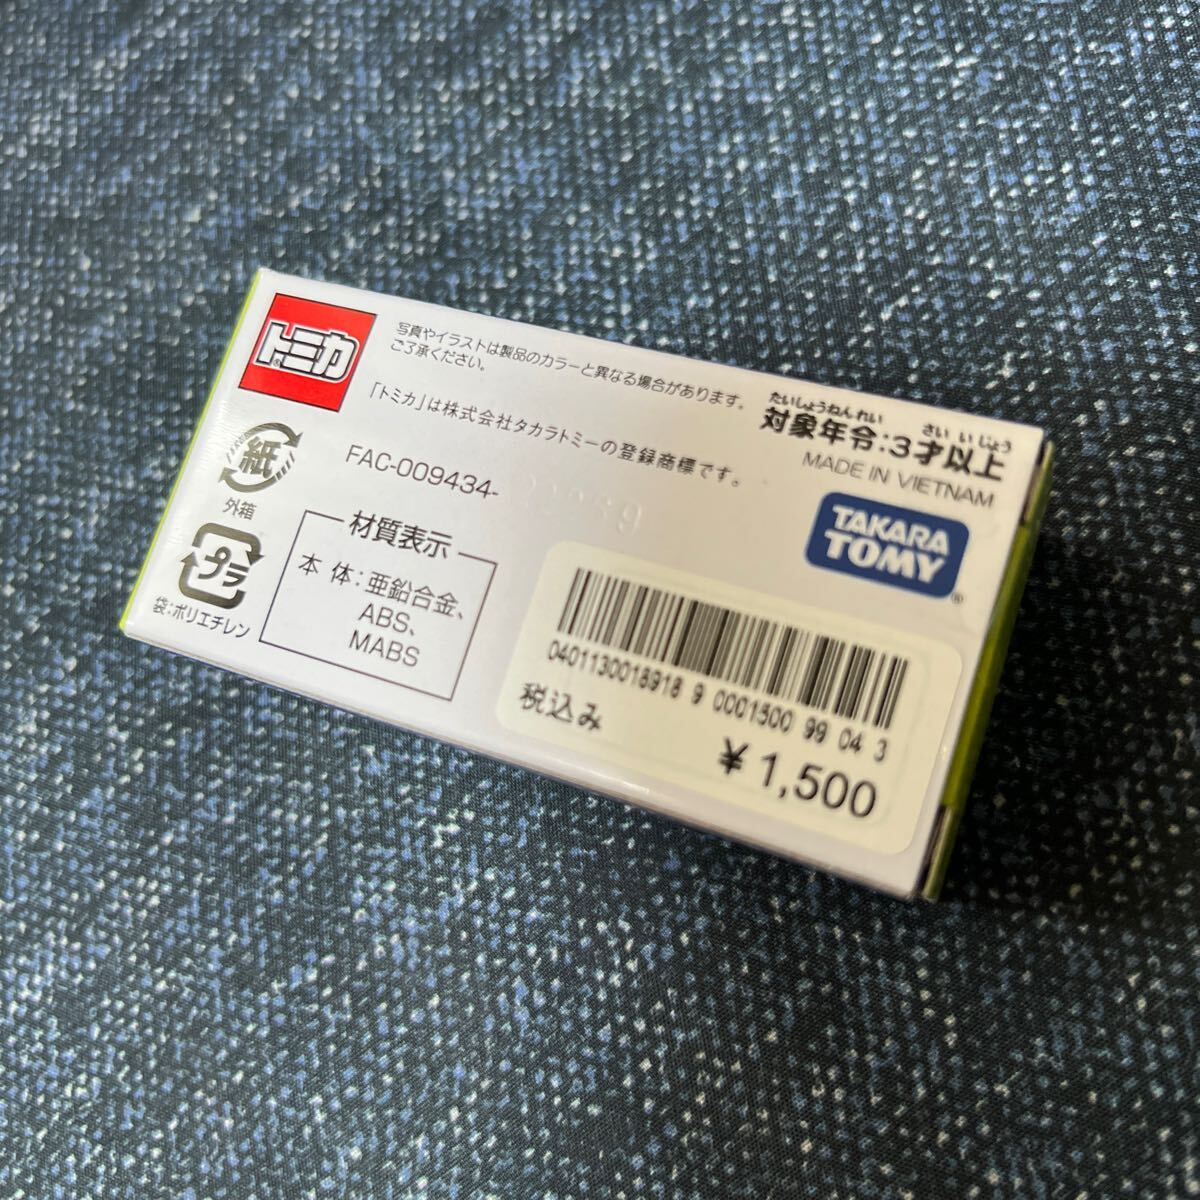 トミカ
写真やイラストは製品のカラーと異なる場合があります。
ご了承ください。
「トミカ」は株式会社タカラトミーの登録商標です。
たいしょうねんれい さい いじょう
対象年令:3才以上
MADE IN VIETNAM
紙
外箱
FAC-009434-
TAKARA
TOMY
プラ
袋:ポリエチレン
材質表示
本 体:亜鉛合金、
ABS、
MABS
0401130018918 9 0001500 99 04 3
税込み
¥1,500